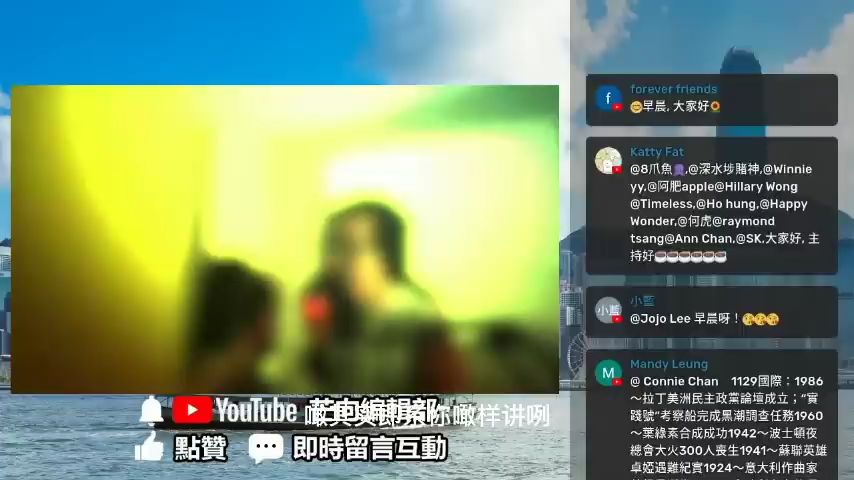 forever friends
早晨, 大家好
Katty Fat
@8爪魚,@深水埗賭神,@Winnie
yy,@阿肥apple@Hillary Wong
@Timeless,@Ho hung,@Happy
Wonder,@何虎@raymond
tsang@Ann Chan,@SK.大家好, 主
持好
小藍
@Jojo Lee 早晨呀！
Mandy Leung
@ Connie Chan 1129國際：1986
～拉丁美洲民主政黨論壇成立；“實
踐號”考察船完成黑潮調查任務1960
～葉綠素合成成功1942～波士頓夜
總會大火300人喪生1941～蘇聯英雄
卓婭遇難紀實1924～意大利作曲家
YouTube
你噉样讲咧
點贊
即時留言互動